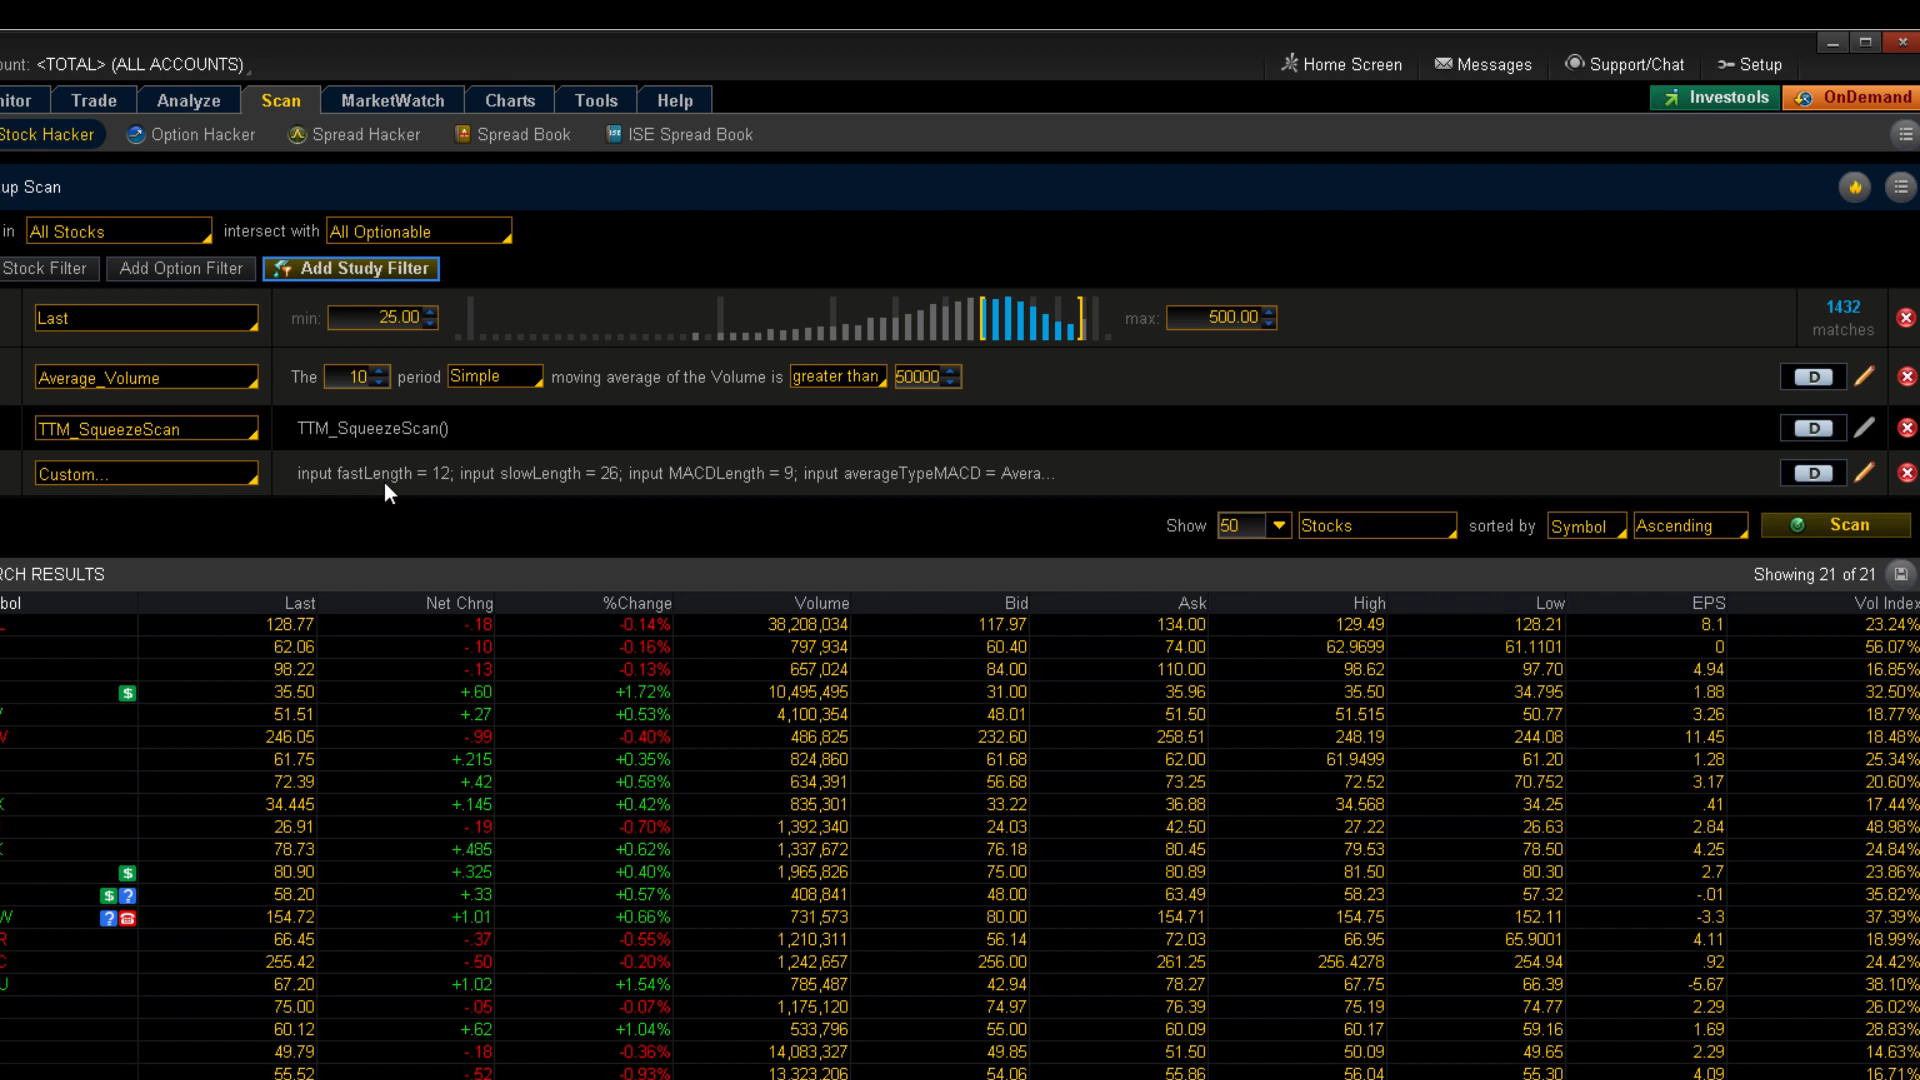 ount: <TOTAL> (ALL ACCOUNTS) Home Screen Messages Support/Chat Setup
nitor Trade Analyze Scan MarketWatch Charts Tools Help Investools OnDemand
Stock Hacker Option Hacker Spread Hacker Spread Book ISE Spread Book
up Scan
in All Stocks intersect with All Optionable
Stock Filter Add Option Filter Add Study Filter
Last min: 25.00 max: 500.00 1432 matches
Average_Volume The 10 period Simple moving average of the Volume is greater than 50000 D
TTM_SqueezeScan TTM_SqueezeScan() D
Custom... input fastLength = 12; input slowLength = 26; input MACDLength = 9; input averageTypeMACD = Avera... D
Show 50 Stocks sorted by Symbol Ascending Scan
RCH RESULTS Showing 21 of 21
bol Last Net Chng %Change Volume Bid Ask High Low EPS Vol Index
L 128.77 -.18 -0.14% 38,208,034 117.97 134.00 129.49 128.21 8.1 23.24%
62.06 -.10 -0.16% 797,934 60.40 74.00 62.9699 61.1101 0 56.07%
98.22 -.13 -0.13% 657,024 84.00 110.00 98.62 97.70 4.94 16.85%
$ 35.50 +.60 +1.72% 10,495,495 31.00 35.96 35.50 34.795 1.88 32.50%
51.51 +.27 +0.53% 4,100,354 48.01 51.50 51.515 50.77 3.26 18.77%
246.05 -.99 -0.40% 486,825 232.60 258.51 248.19 244.08 11.45 18.48%
61.75 +.215 +0.35% 824,860 61.68 62.00 61.9499 61.20 1.28 25.34%
72.39 +.42 +0.58% 634,391 56.68 73.25 72.52 70.752 3.17 20.60%
34.445 +.145 +0.42% 835,301 33.22 36.88 34.568 34.25 .41 17.44%
26.91 -.19 -0.70% 1,392,340 24.03 42.50 27.22 26.63 2.84 48.98%
78.73 +.485 +0.62% 1,337,672 76.18 80.45 79.53 78.50 4.25 24.84%
$ 80.90 +.325 +0.40% 1,965,826 75.00 80.89 81.50 80.30 2.7 23.86%
$ ? 58.20 +.33 +0.57% 408,841 48.00 63.49 58.23 57.32 -.01 35.82%
W ? 154.72 +1.01 +0.66% 731,573 80.00 154.71 154.75 152.11 -3.3 37.39%
R 66.45 -.37 -0.55% 1,210,311 56.14 72.03 66.95 65.9001 4.11 18.99%
C 255.42 -.50 -0.20% 1,242,657 256.00 261.25 256.4278 254.94 .92 24.42%
U 67.20 +1.02 +1.54% 785,487 42.94 78.27 67.75 66.39 -5.67 38.10%
75.00 -.05 -0.07% 1,175,120 74.97 76.39 75.19 74.77 2.29 26.02%
60.12 +.62 +1.04% 533,796 55.00 60.09 60.17 59.16 1.69 28.83%
49.79 -.18 -0.36% 14,083,327 49.85 51.50 50.09 49.65 2.29 14.63%
55.52 -.52 -0.93% 13,323,206 54.06 55.86 56.04 55.30 4.09 16.71%